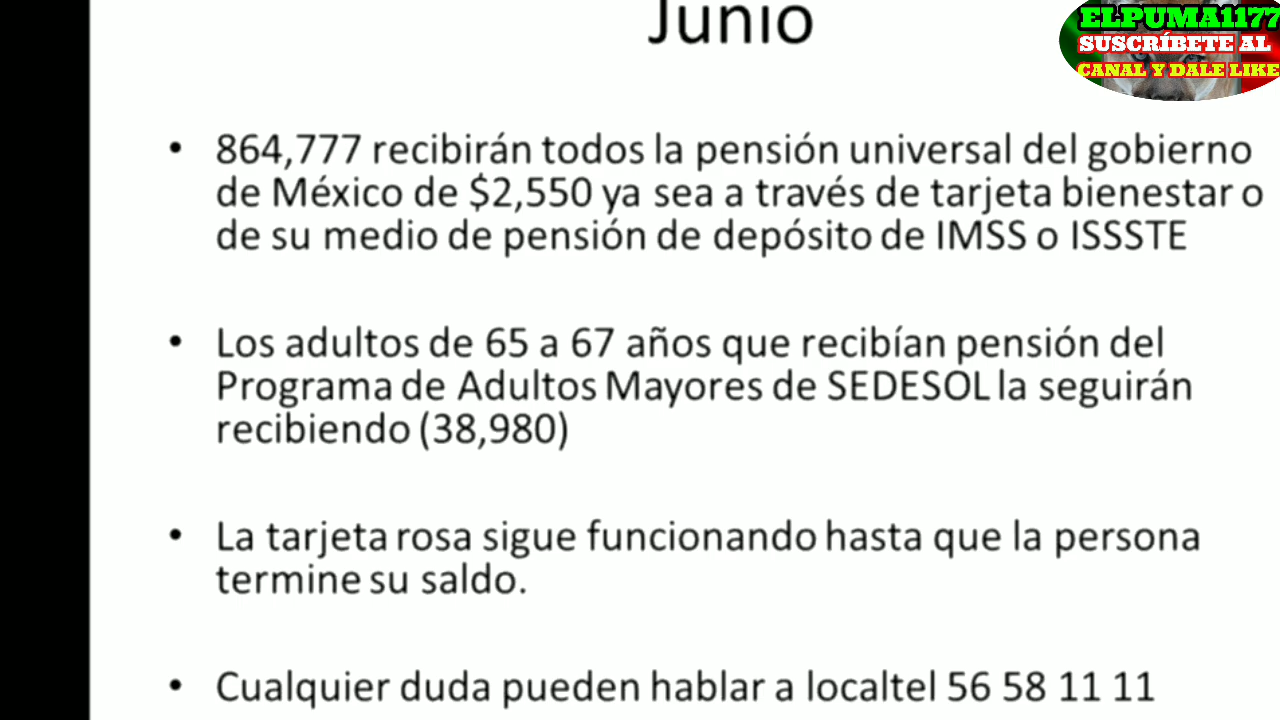 Junio
ELPUMA1177
SUSCRÍBETE AL
CANAL Y DALE LIKE
• 864,777 recibirán todos la pensión universal del gobierno
de México de $2,550 ya sea a través de tarjeta bienestar o
de su medio de pensión de depósito de IMSS o ISSSTE
• Los adultos de 65 a 67 años que recibían pensión del
Programa de Adultos Mayores de SEDESOL la seguirán
recibiendo (38,980)
• La tarjeta rosa sigue funcionando hasta que la persona
termine su saldo.
• Cualquier duda pueden hablar a localtel 56 58 11 11